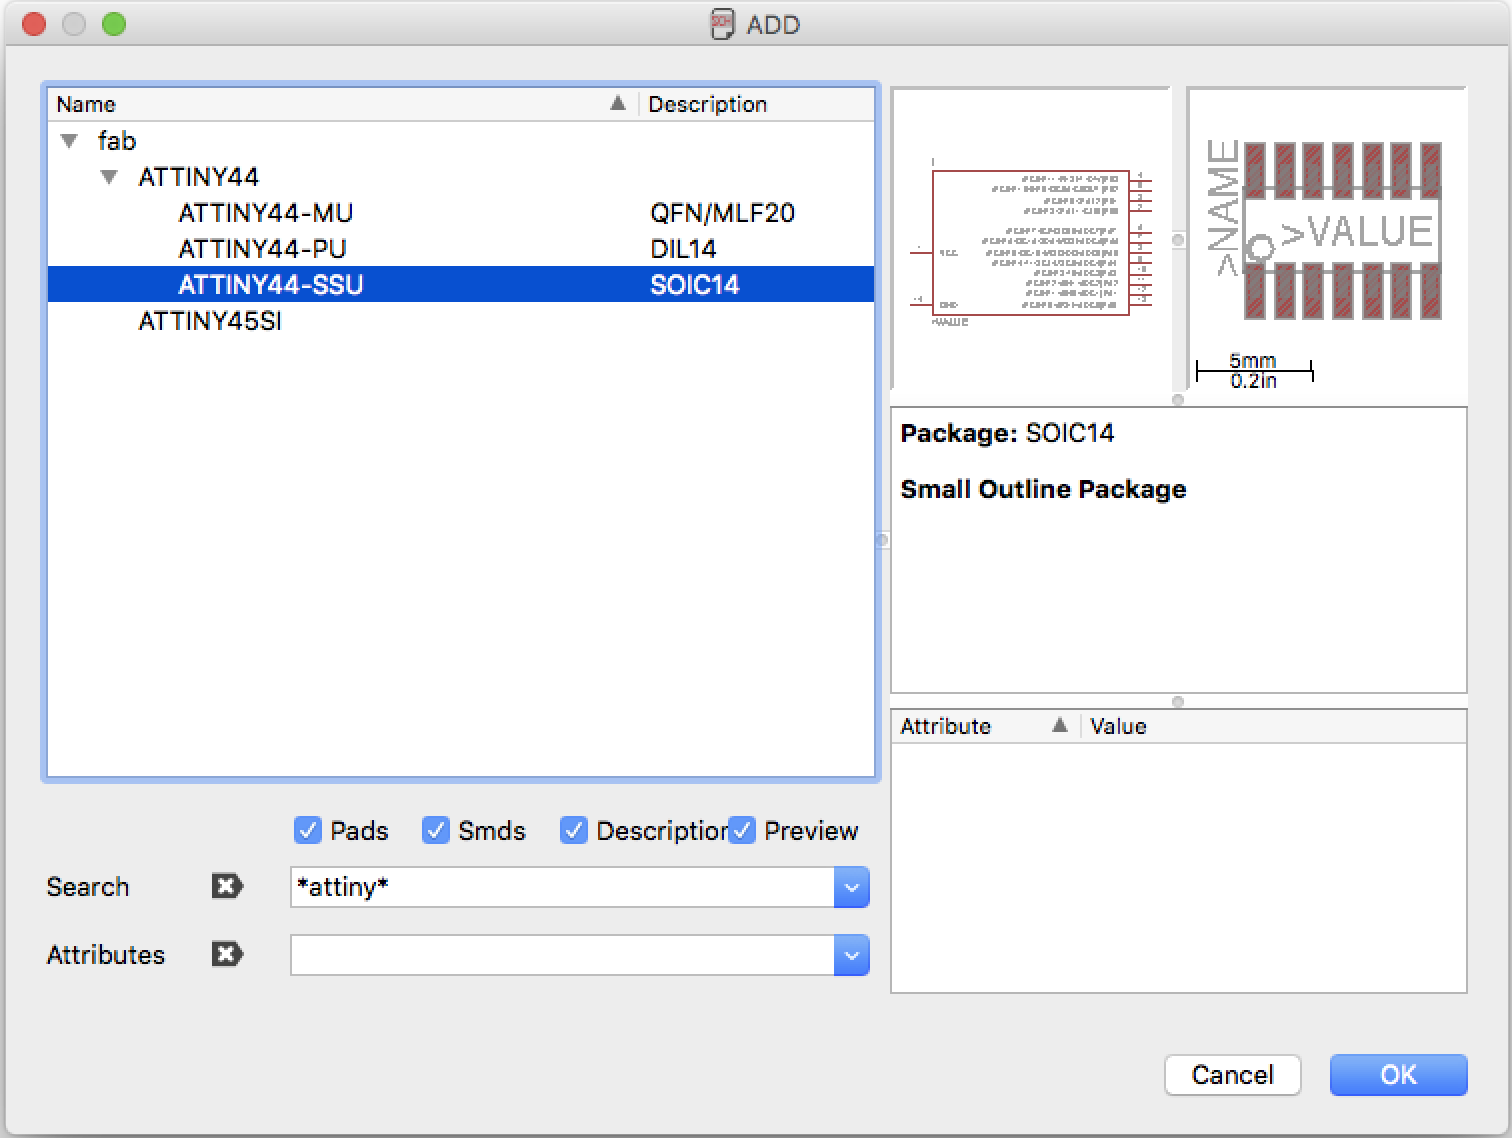 ADD
Name Description
fab
ATTINY44
ATTINY44-MU QFN/MLF20
ATTINY44-PU DIL14
ATTINY44-SSU SOIC14
ATTINY45SI
VCC
GND
>VALUE
>NAME
>VALUE
5mm
0.2in
Package: SOIC14
Small Outline Package
Attribute Value
Pads Smds Description Preview
Search *attiny*
Attributes
Cancel OK